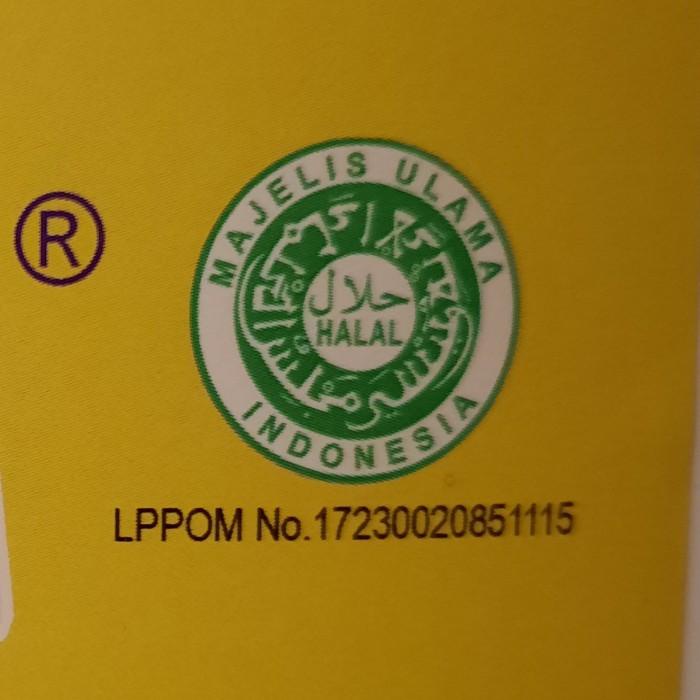 ®
MAJELIS ULAMA
حلال
HALAL
INDONESIA
LPPOM No.17230020851115